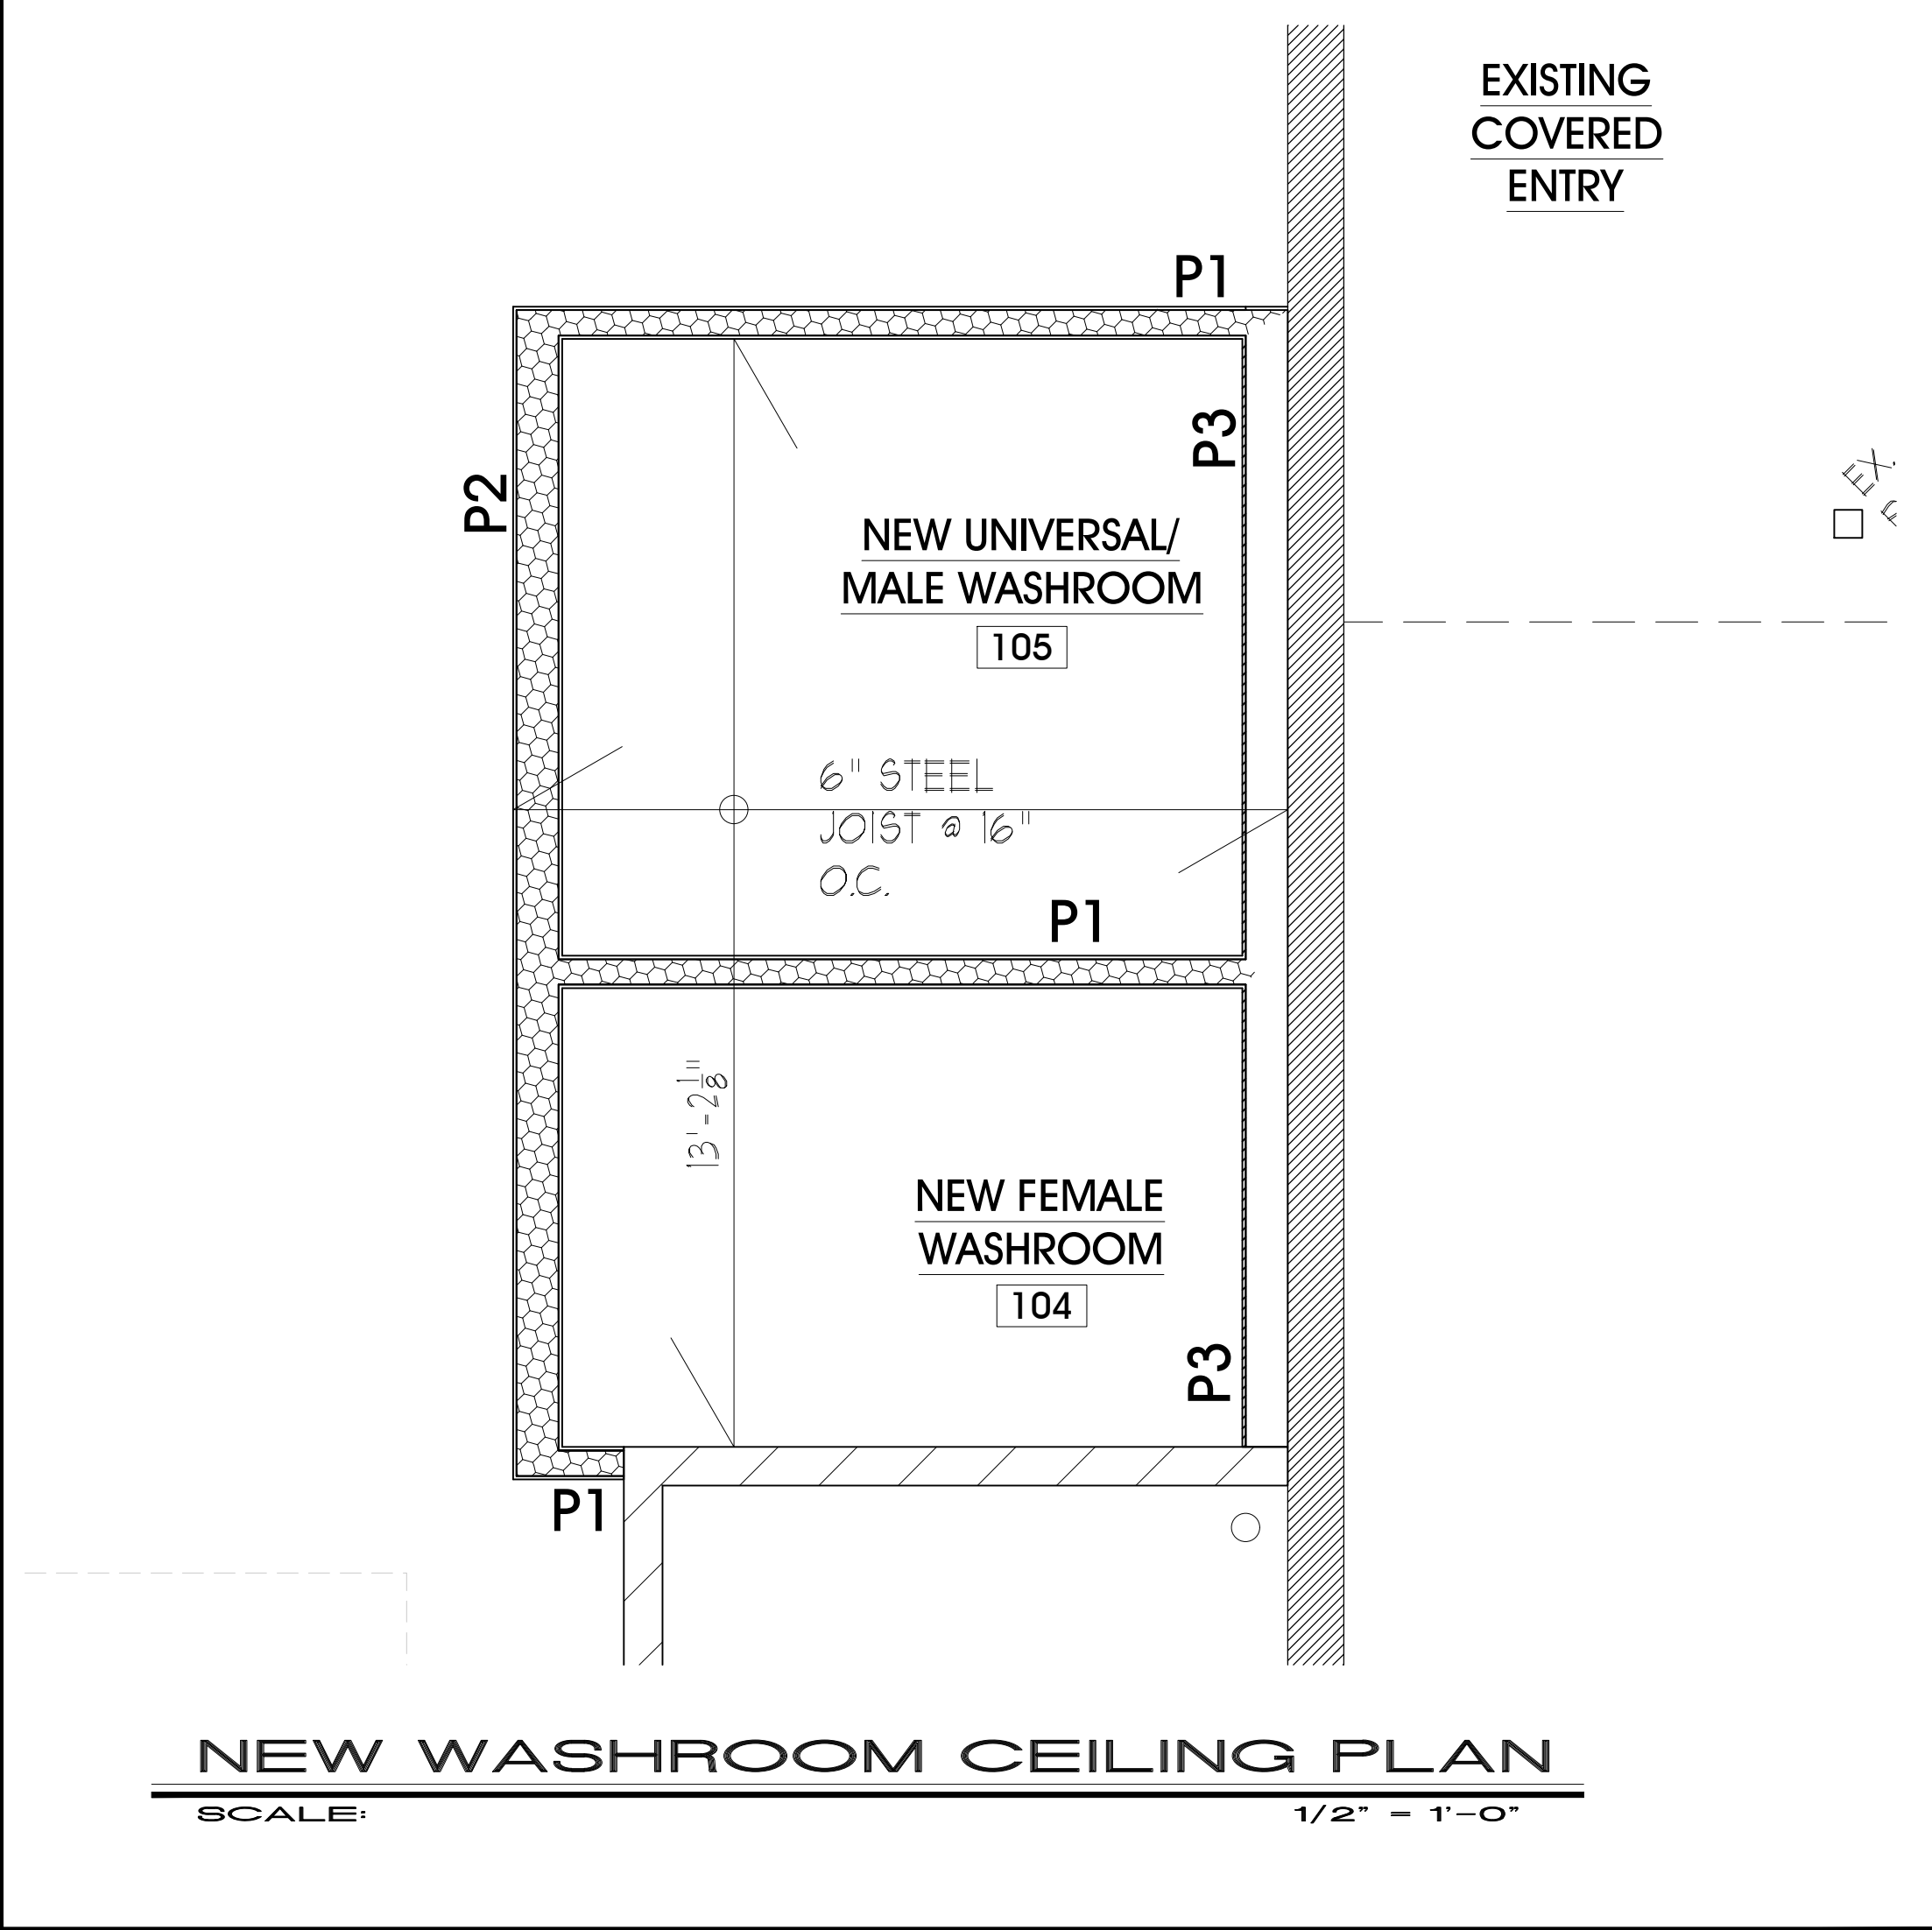 EXISTING
COVERED
ENTRY
P1
P3
P2
EX.
NEW UNIVERSAL/
MALE WASHROOM
105
6" STEEL
JOIST @ 16"
O.C.
P1
13'-2 1/8"
NEW FEMALE
WASHROOM
104
P3
P1
NEW WASHROOM CEILING PLAN
SCALE: 1/2" = 1'-0"